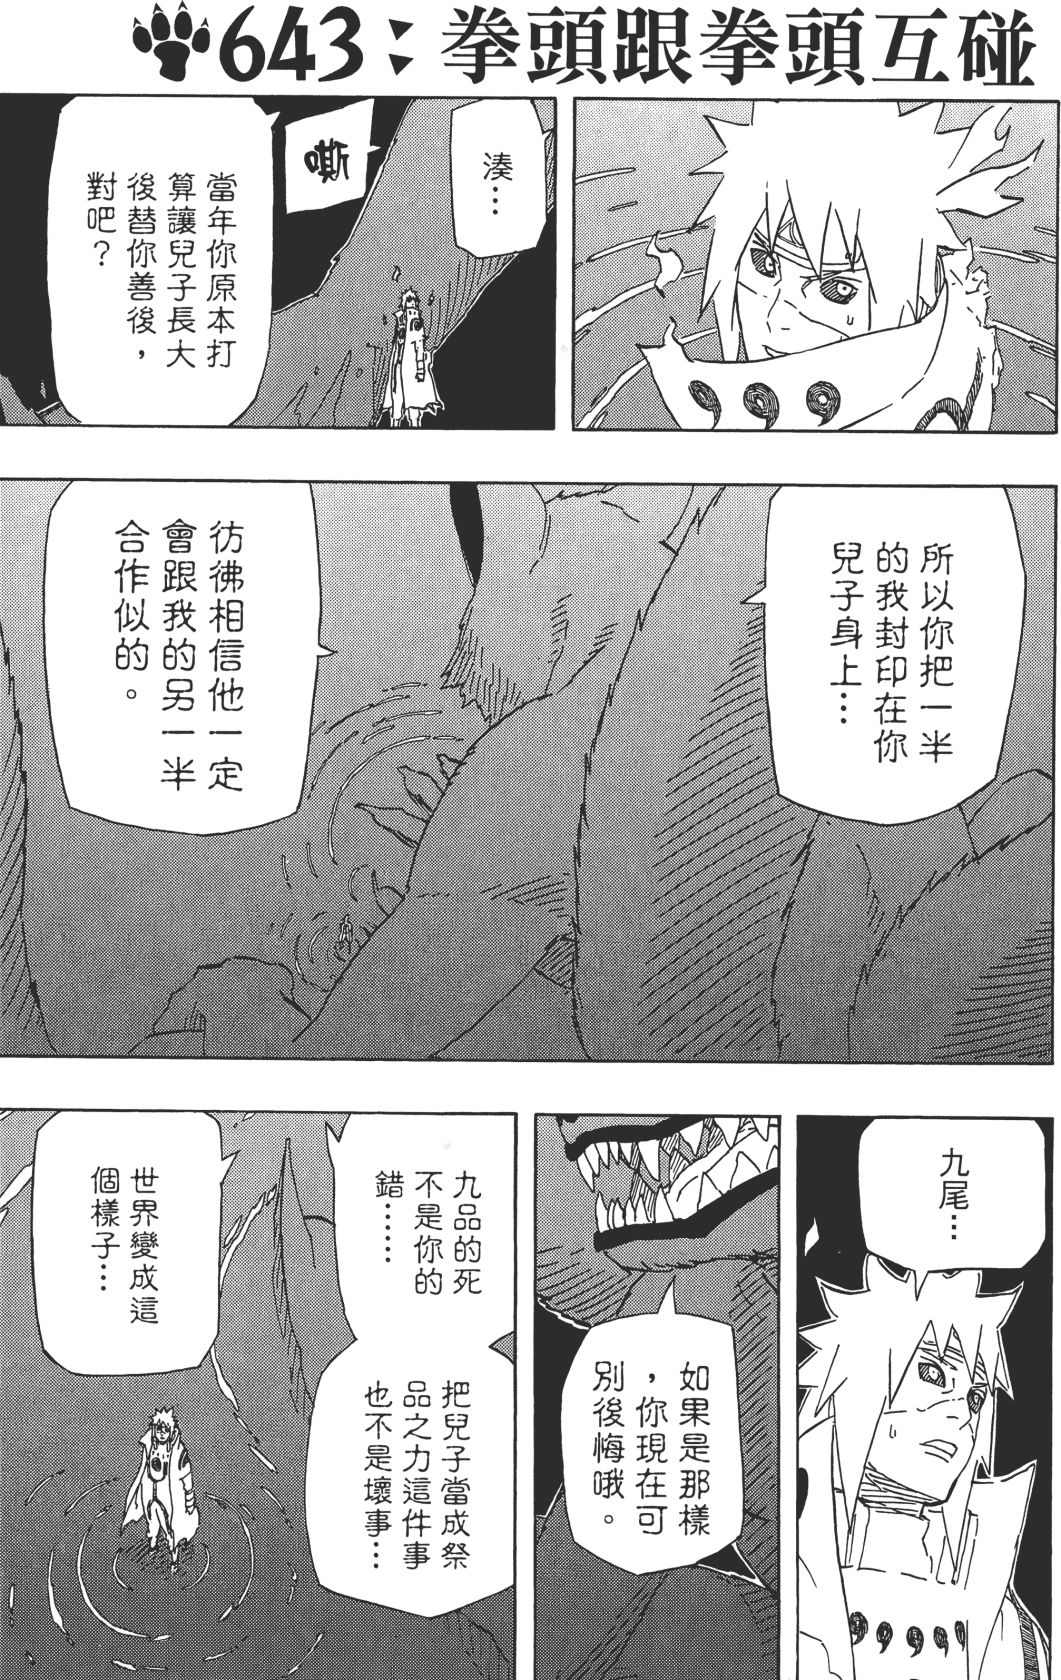 643:拳頭跟拳頭互碰
湊…
嘶
當年你原本打
算讓兒子長大
後替你善後，
對吧？
所以你把一半
的我封印在你
兒子身上…
彷彿相信他一定
會跟我的另一半
合作似的。
九尾…
如果是那樣
，你現在可
別後悔哦。
九品的死
不是你的
錯……
把兒子當成祭
品之力這件事
也不是壞事…
世界變成這
個樣子…